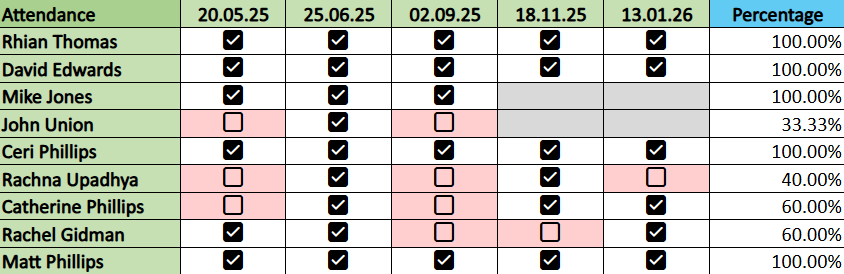 Attendance 20.05.25 25.06.25 02.09.25 18.11.25 13.01.26 Percentage
Rhian Thomas 100.00%
David Edwards 100.00%
Mike Jones 100.00%
John Union 33.33%
Ceri Phillips 100.00%
Rachna Upadhya 40.00%
Catherine Phillips 60.00%
Rachel Gidman 60.00%
Matt Phillips 100.00%